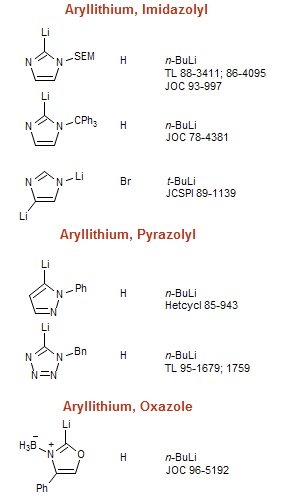 Aryllithium, Imidazolyl
Li
N
N
SEM
H
n-BuLi
TL 88-3411; 86-4095
JOC 93-997
Li
N
N
CPh3
H
n-BuLi
JOC 78-4381
N
N
Li
Li
Br
t-BuLi
JCSPI 89-1139
Aryllithium, Pyrazolyl
Li
N
N
Ph
H
n-BuLi
Hetcycl 85-943
Li
N
N
Bn
N=N
H
n-BuLi
TL 95-1679; 1759
Aryllithium, Oxazole
Li
H3B
−
N
+
O
Ph
H
n-BuLi
JOC 96-5192